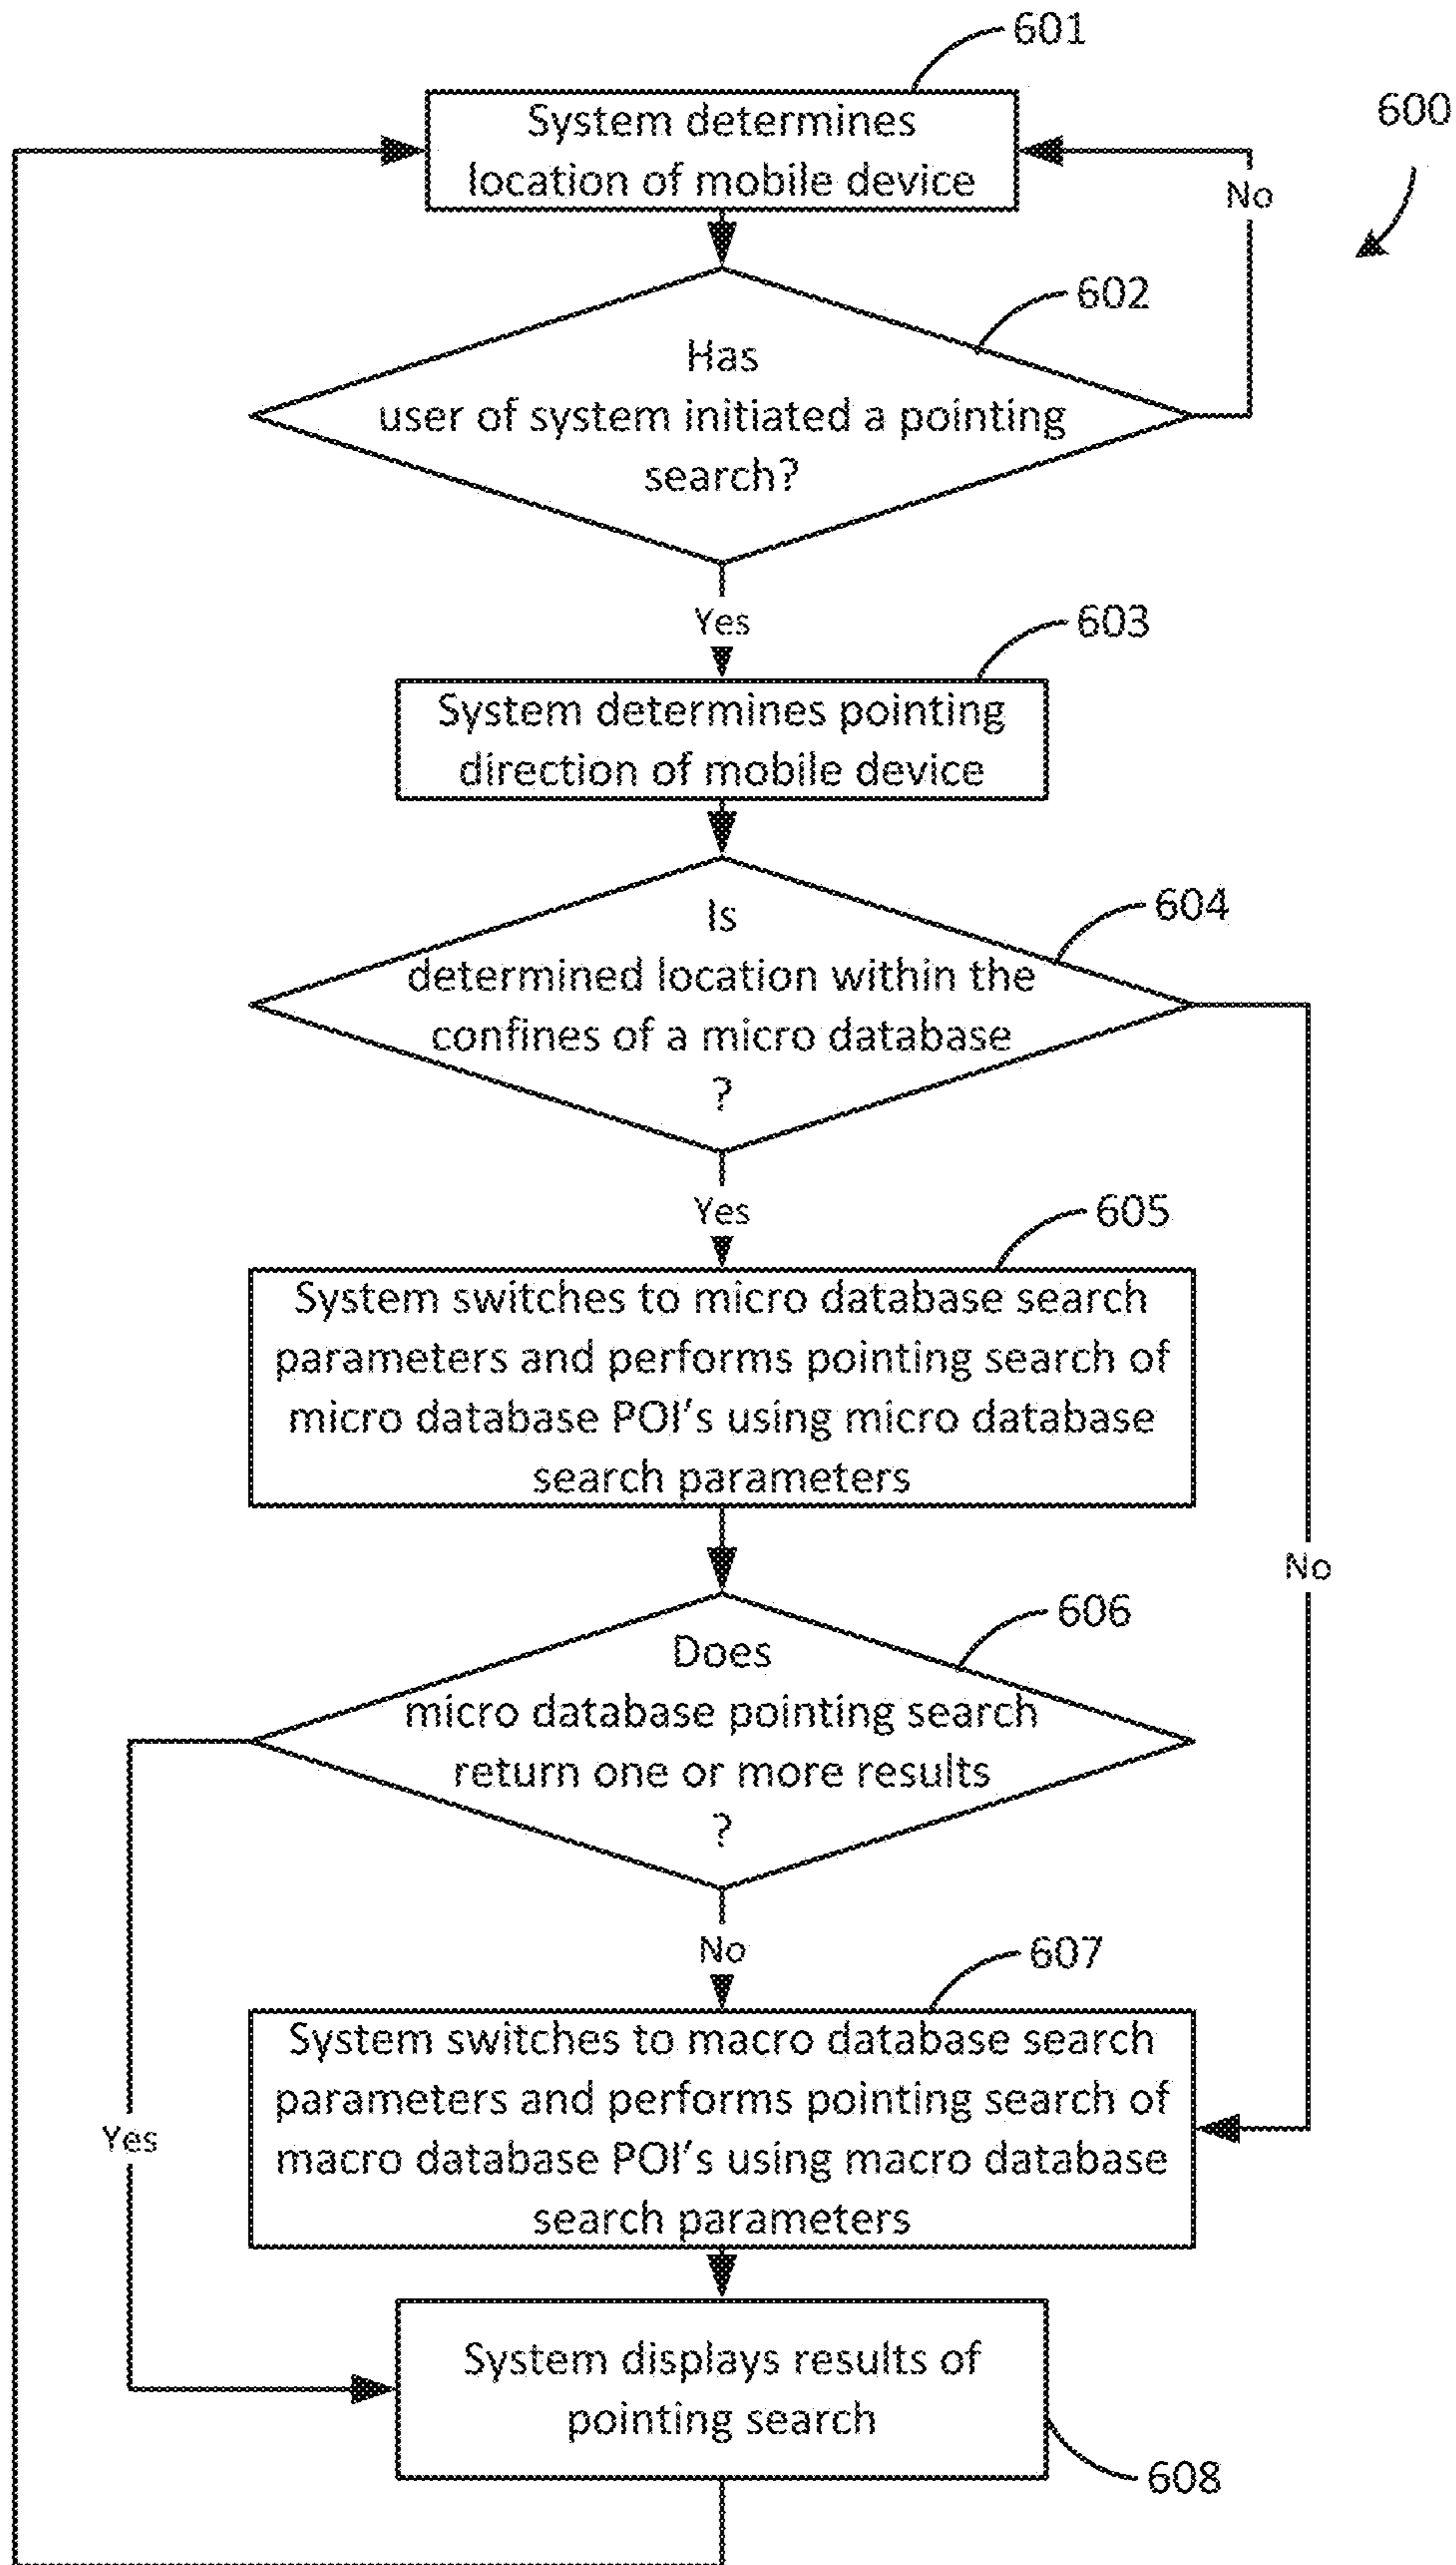 601
600
System determines
location of mobile device
No
602
Has
user of system initiated a pointing
search?
Yes
603
System determines pointing
direction of mobile device
604
Is
determined location within the
confines of a micro database
?
Yes
605
System switches to micro database search
parameters and performs pointing search of
micro database POI's using micro database
search parameters
No
606
Does
micro database pointing search
return one or more results
?
No
607
System switches to macro database search
parameters and performs pointing search of
macro database POI's using macro database
search parameters
Yes
System displays results of
pointing search
608